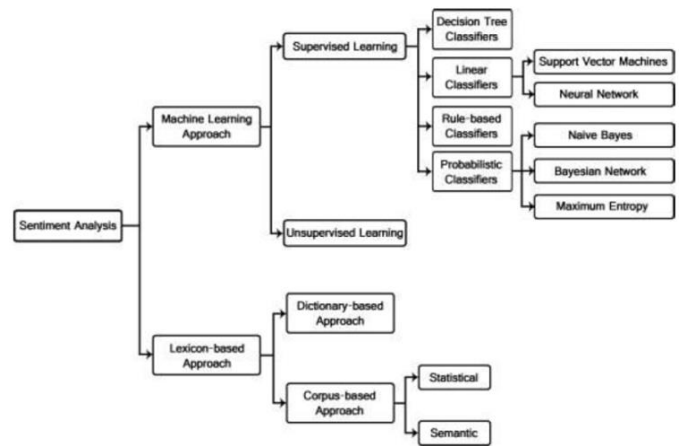 Decision Tree
Classifiers
Supervised Learning
Linear
Classifiers
Support Vector Machines
Neural Network
Machine Learning
Approach
Rule-based
Classifiers
Naive Bayes
Probabilistic
Classifiers
Bayesian Network
Maximum Entropy
Sentiment Analysis
Unsupervised Learning
Dictionary-based
Approach
Lexicon-based
Approach
Statistical
Corpus-based
Approach
Semantic